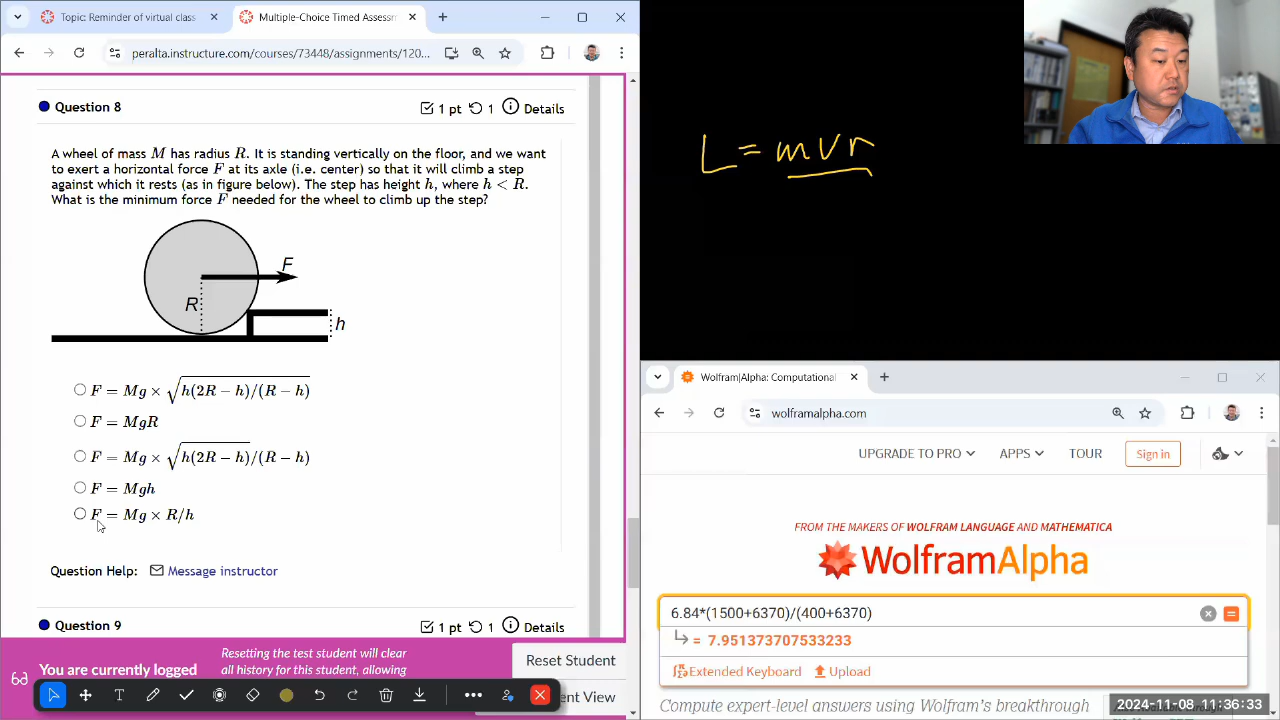 Topic: Reminder of virtual class
Multiple-Choice Timed Assessm
peralta.instructure.com/courses/73448/assignments/120...
Question 8
1 pt 1 Details
A wheel of mass M has radius R. It is standing vertically on the floor, and we want
to exert a horizontal force F at its axle (i.e. center) so that it will climb a step
against which it rests (as in figure below). The step has height h, where h < R.
What is the minimum force F needed for the wheel to climb up the step?
F
R
h
F = Mg × √h(2R − h)/(R − h)
F = MgR
F = Mg × √h(2R − h)/(R − h)
F = Mgh
F = Mg × R/h
Question Help: Message instructor
Question 9
1 pt 1 Details
You are currently logged
Resetting the test student will clear
all history for this student, allowing
Reset Student
ent View
L = mvr
Wolfram|Alpha: Computational
wolframalpha.com
UPGRADE TO PRO APPS TOUR Sign in
FROM THE MAKERS OF WOLFRAM LANGUAGE AND MATHEMATICA
WolframAlpha
6.84*(1500+6370)/(400+6370)
= 7.951373707533233
Extended Keyboard Upload
Compute expert-level answers using Wolfram's breakthrough
2024-11-08 11:36:33